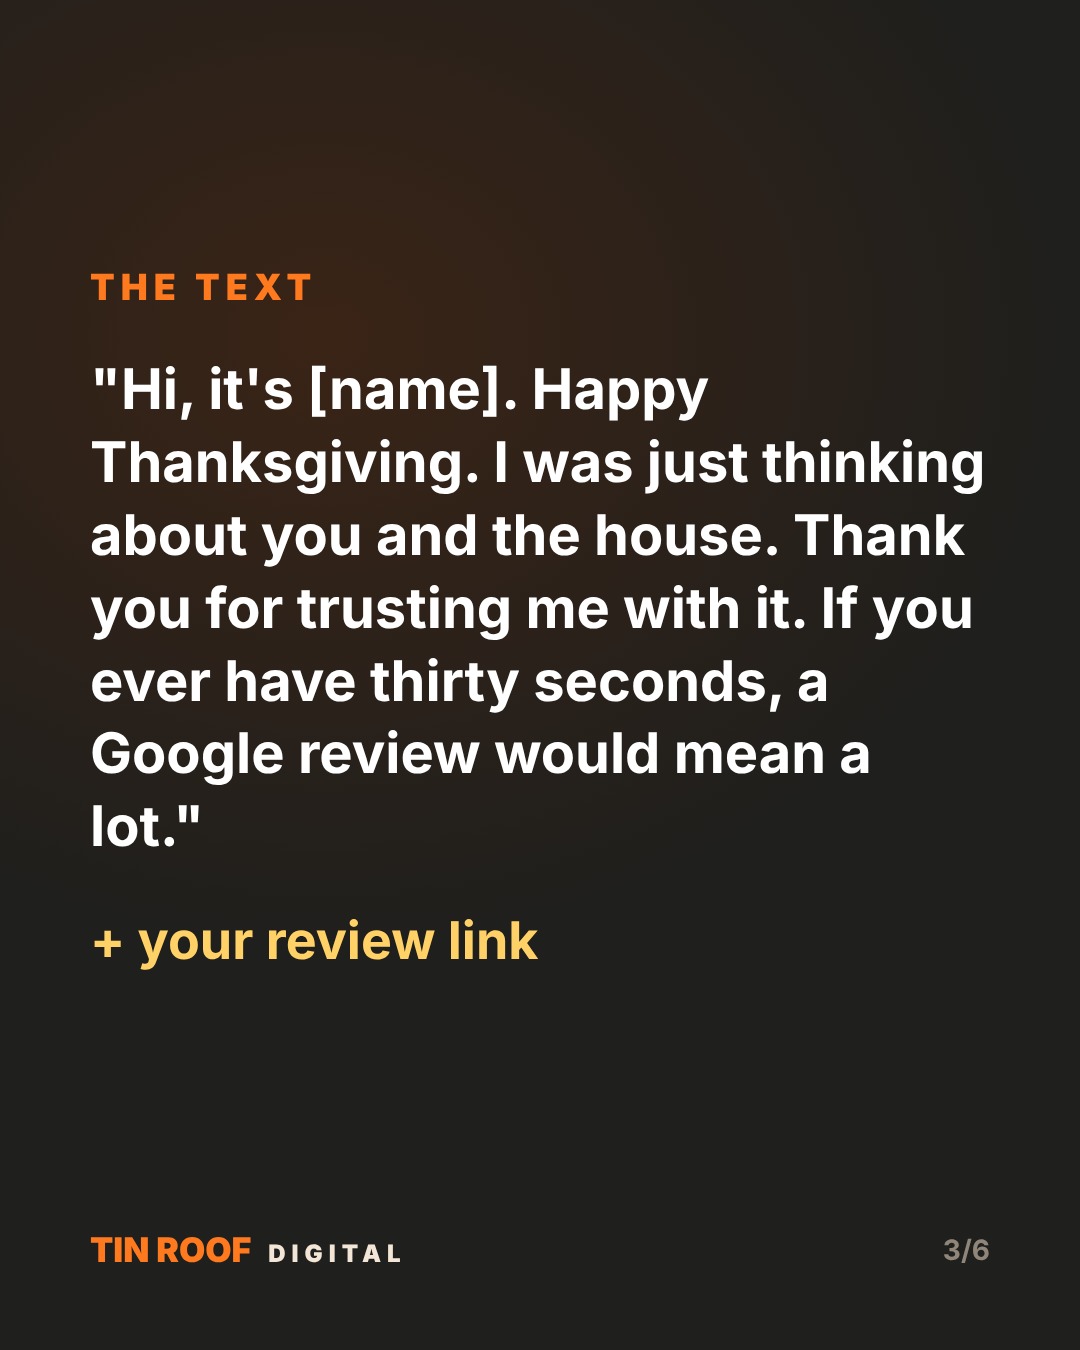 THE TEXT
"Hi, it's [name]. Happy
Thanksgiving. I was just thinking
about you and the house. Thank
you for trusting me with it. If you
ever have thirty seconds, a
Google review would mean a
lot."
+ your review link
TIN ROOF DIGITAL
3/6